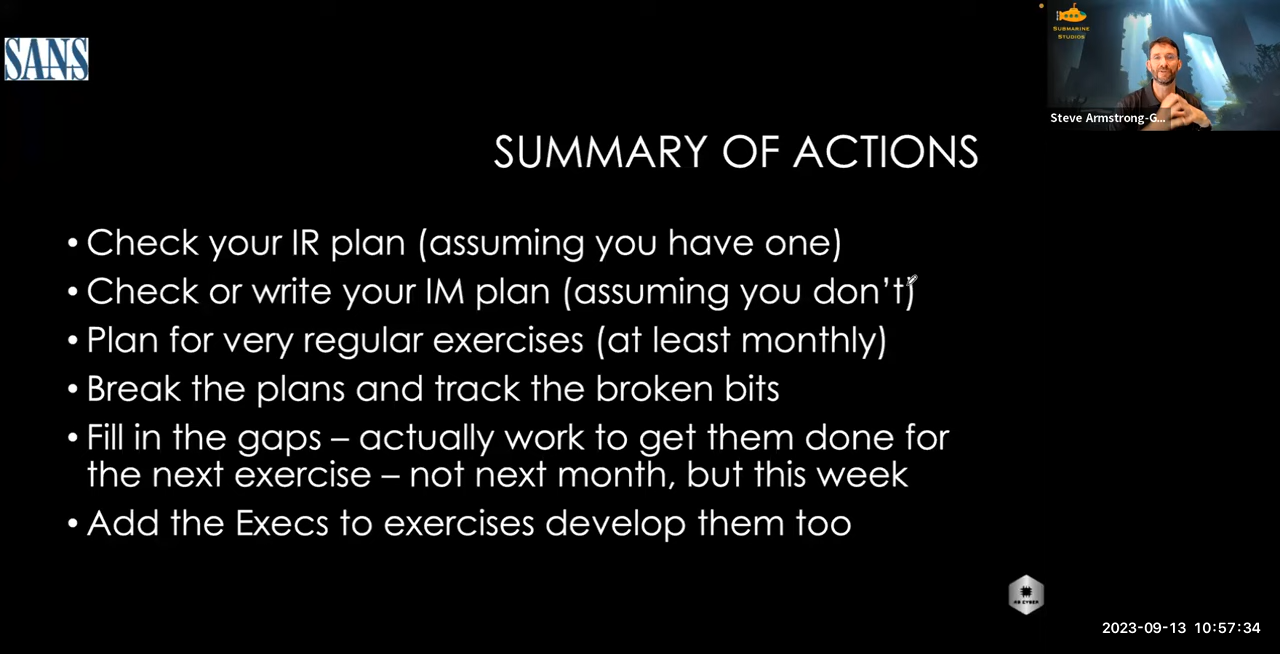 SANS
SUBMARINE
STUDIOS
Steve Armstrong-G...
SUMMARY OF ACTIONS
• Check your IR plan (assuming you have one)
• Check or write your IM plan (assuming you don’t)
• Plan for very regular exercises (at least monthly)
• Break the plans and track the broken bits
• Fill in the gaps – actually work to get them done for
the next exercise – not next month, but this week
• Add the Execs to exercises develop them too
2023-09-13 10:57:34